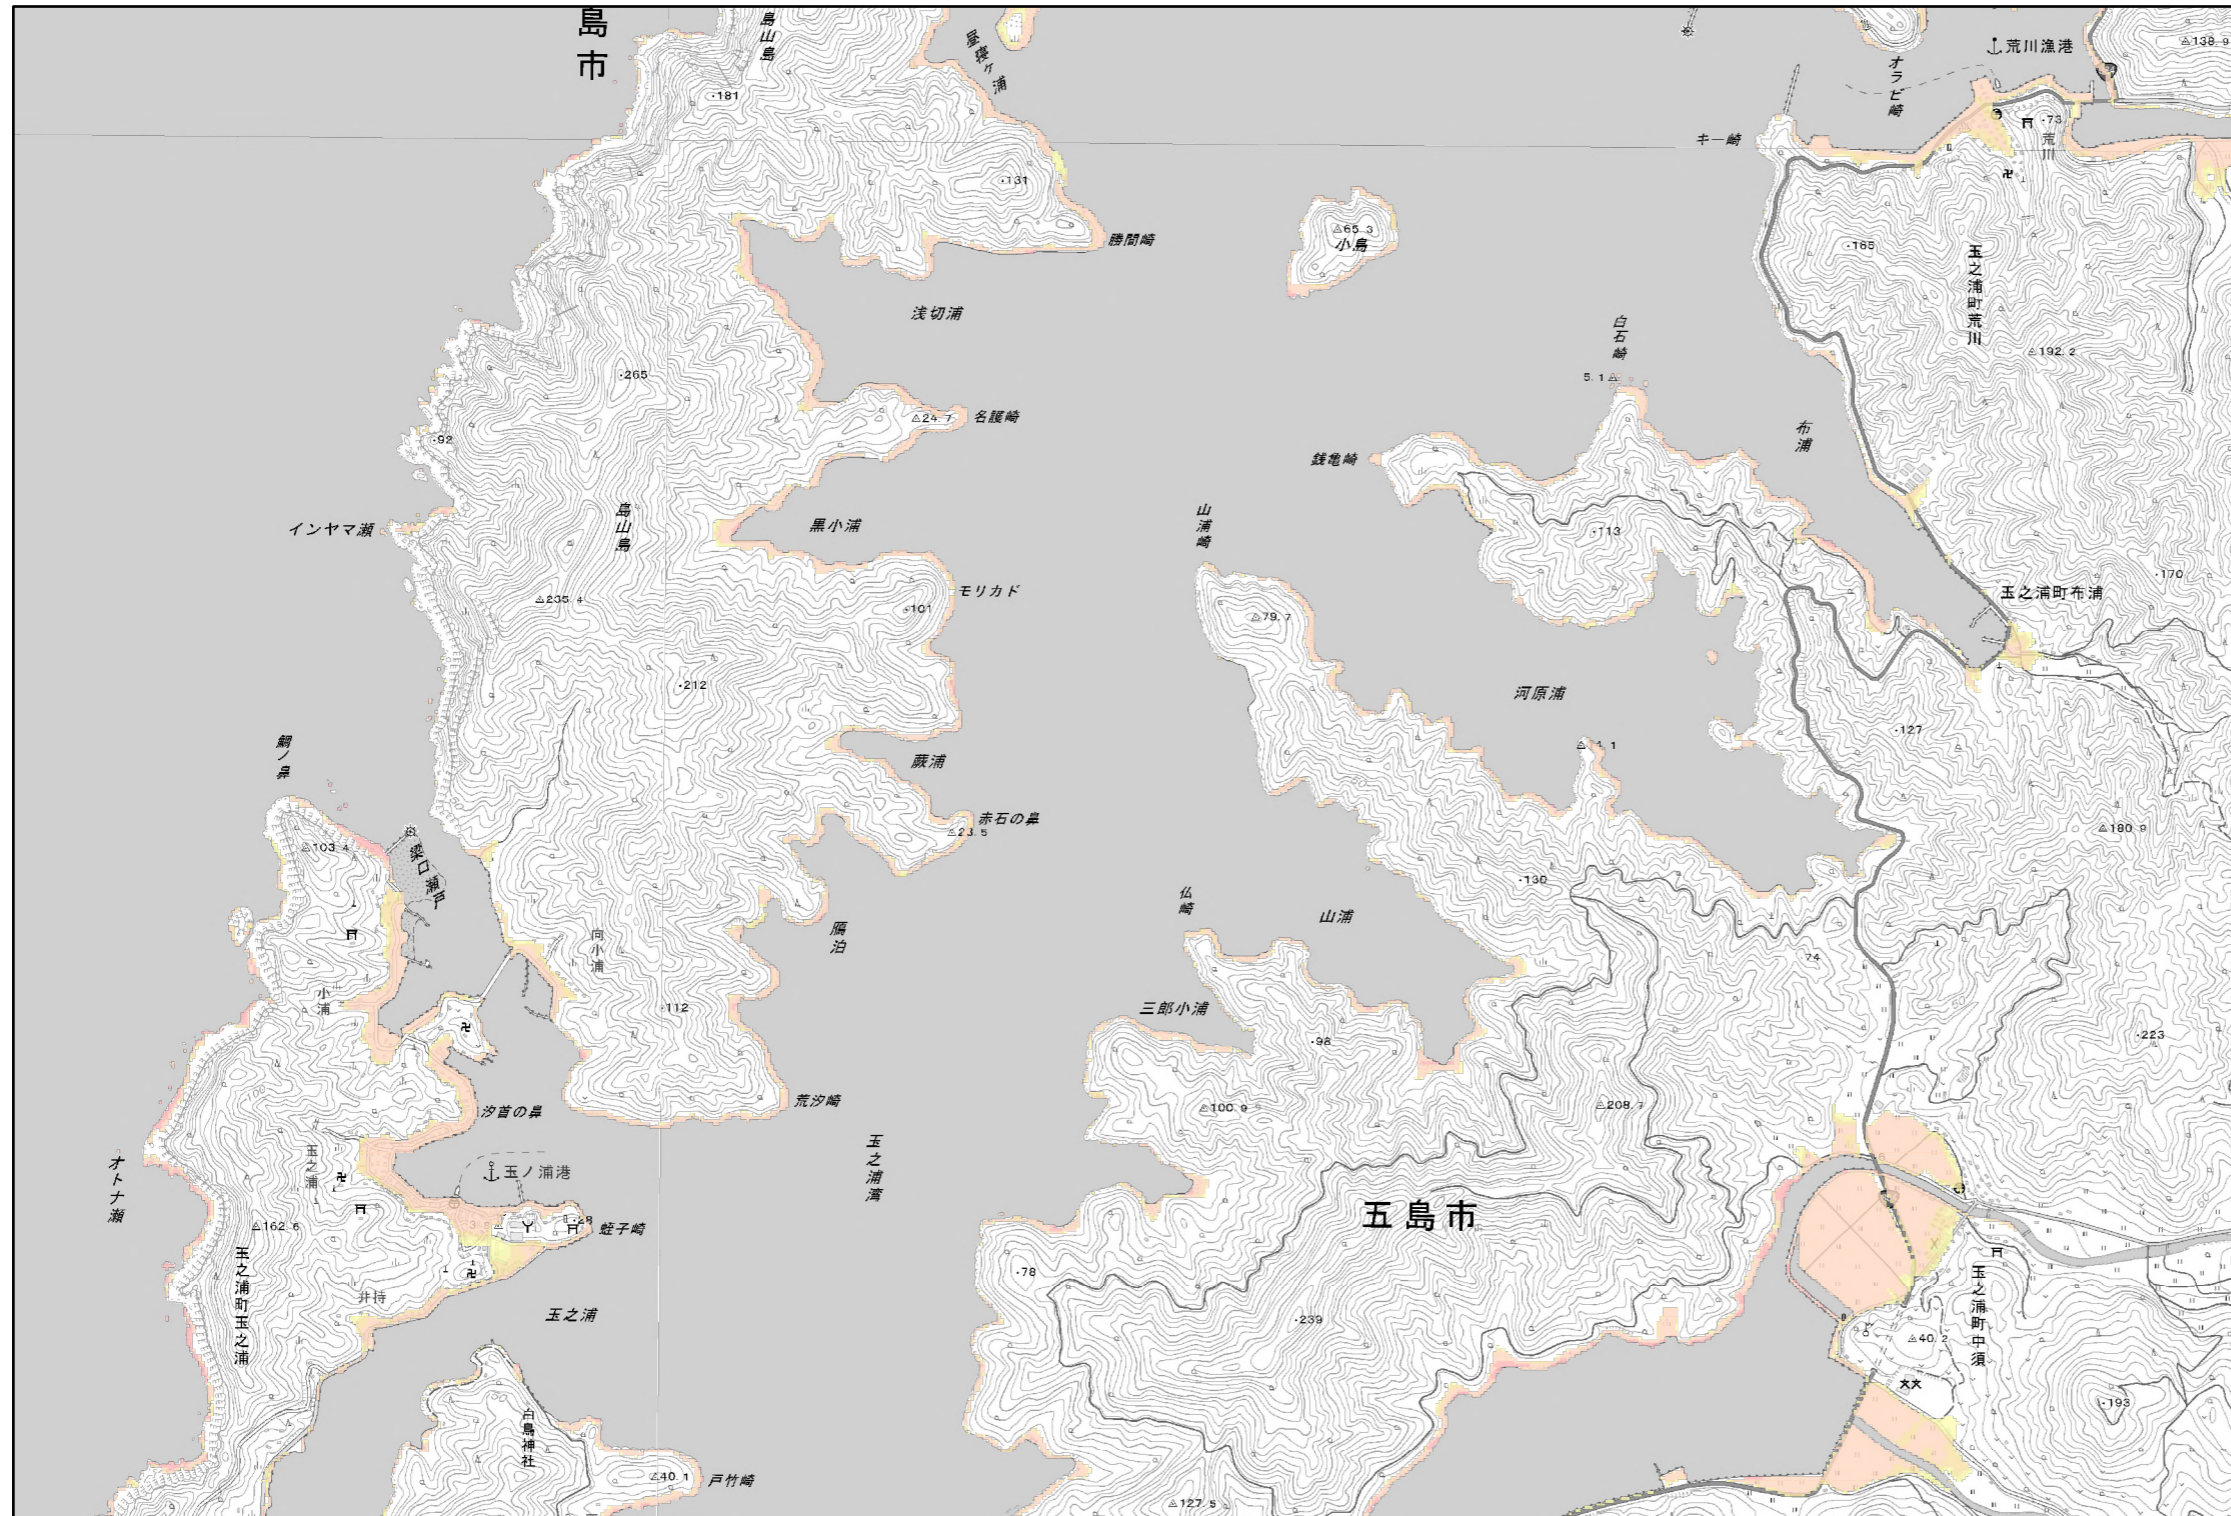 島市
島山島
昼寝ヶ浦
荒川漁港
138.9
オラビ崎
181
キー崎
73
荒川
131
勝間崎
65.3
小島
165
玉之浦町荒川
浅切浦
白石崎
192.2
265
5.1
24.7
名護崎
布浦
92
銭亀崎
インヤマ瀬
島山島
黒小浦
山浦崎
113
モリカド
235.4
101
79.7
170
玉之浦町布浦
212
河原浦
127
鯛ノ鼻
蕨浦
赤石の鼻
23.5
180.9
103.4
130
仏崎
山浦
向小浦
74
小浦
112
三郎小浦
98
223
汐首の鼻
荒汐崎
100.9
208.7
オトナ瀬
玉之浦
玉ノ浦港
玉之浦湾
五島市
162.6
28
蛭子崎
玉之浦町玉之浦
井持
78
玉之浦
239
玉之浦町中須
40.2
文文
193
白鳥神社
40.1
戸竹崎
127.5